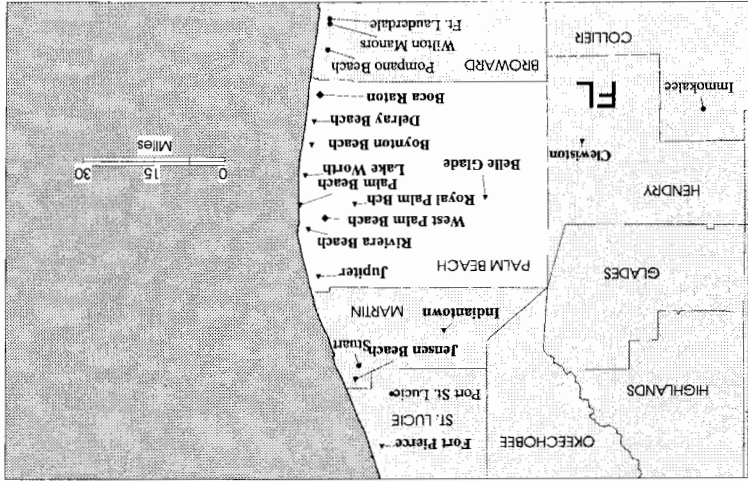 Fort Pierce
OKEECHOBEE
ST. LUCIE
HIGHLANDS
Port St. Lucie
Jensen Beach
Stuart
Indiantown
MARTIN
GLADES
PALM BEACH
Jupiter
Riviera Beach
West Palm Beach
Royal Palm Bch
Palm Beach
HENDRY
Belle Glade
Lake Worth
Clewiston
Boynton Beach
Delray Beach
0 15 30
Miles
Immokalee
FL
Boca Raton
BROWARD
Pompano Beach
COLLIER
Wilton Manors
Ft. Lauderdale